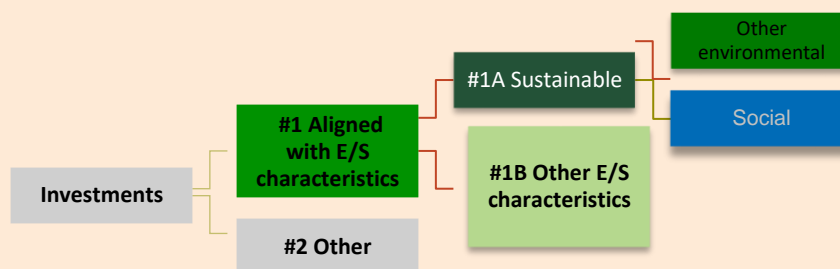 Investments
#1 Aligned
with E/S
characteristics
#2 Other
#1A Sustainable
#1B Other E/S
characteristics
Other
environmental
Social